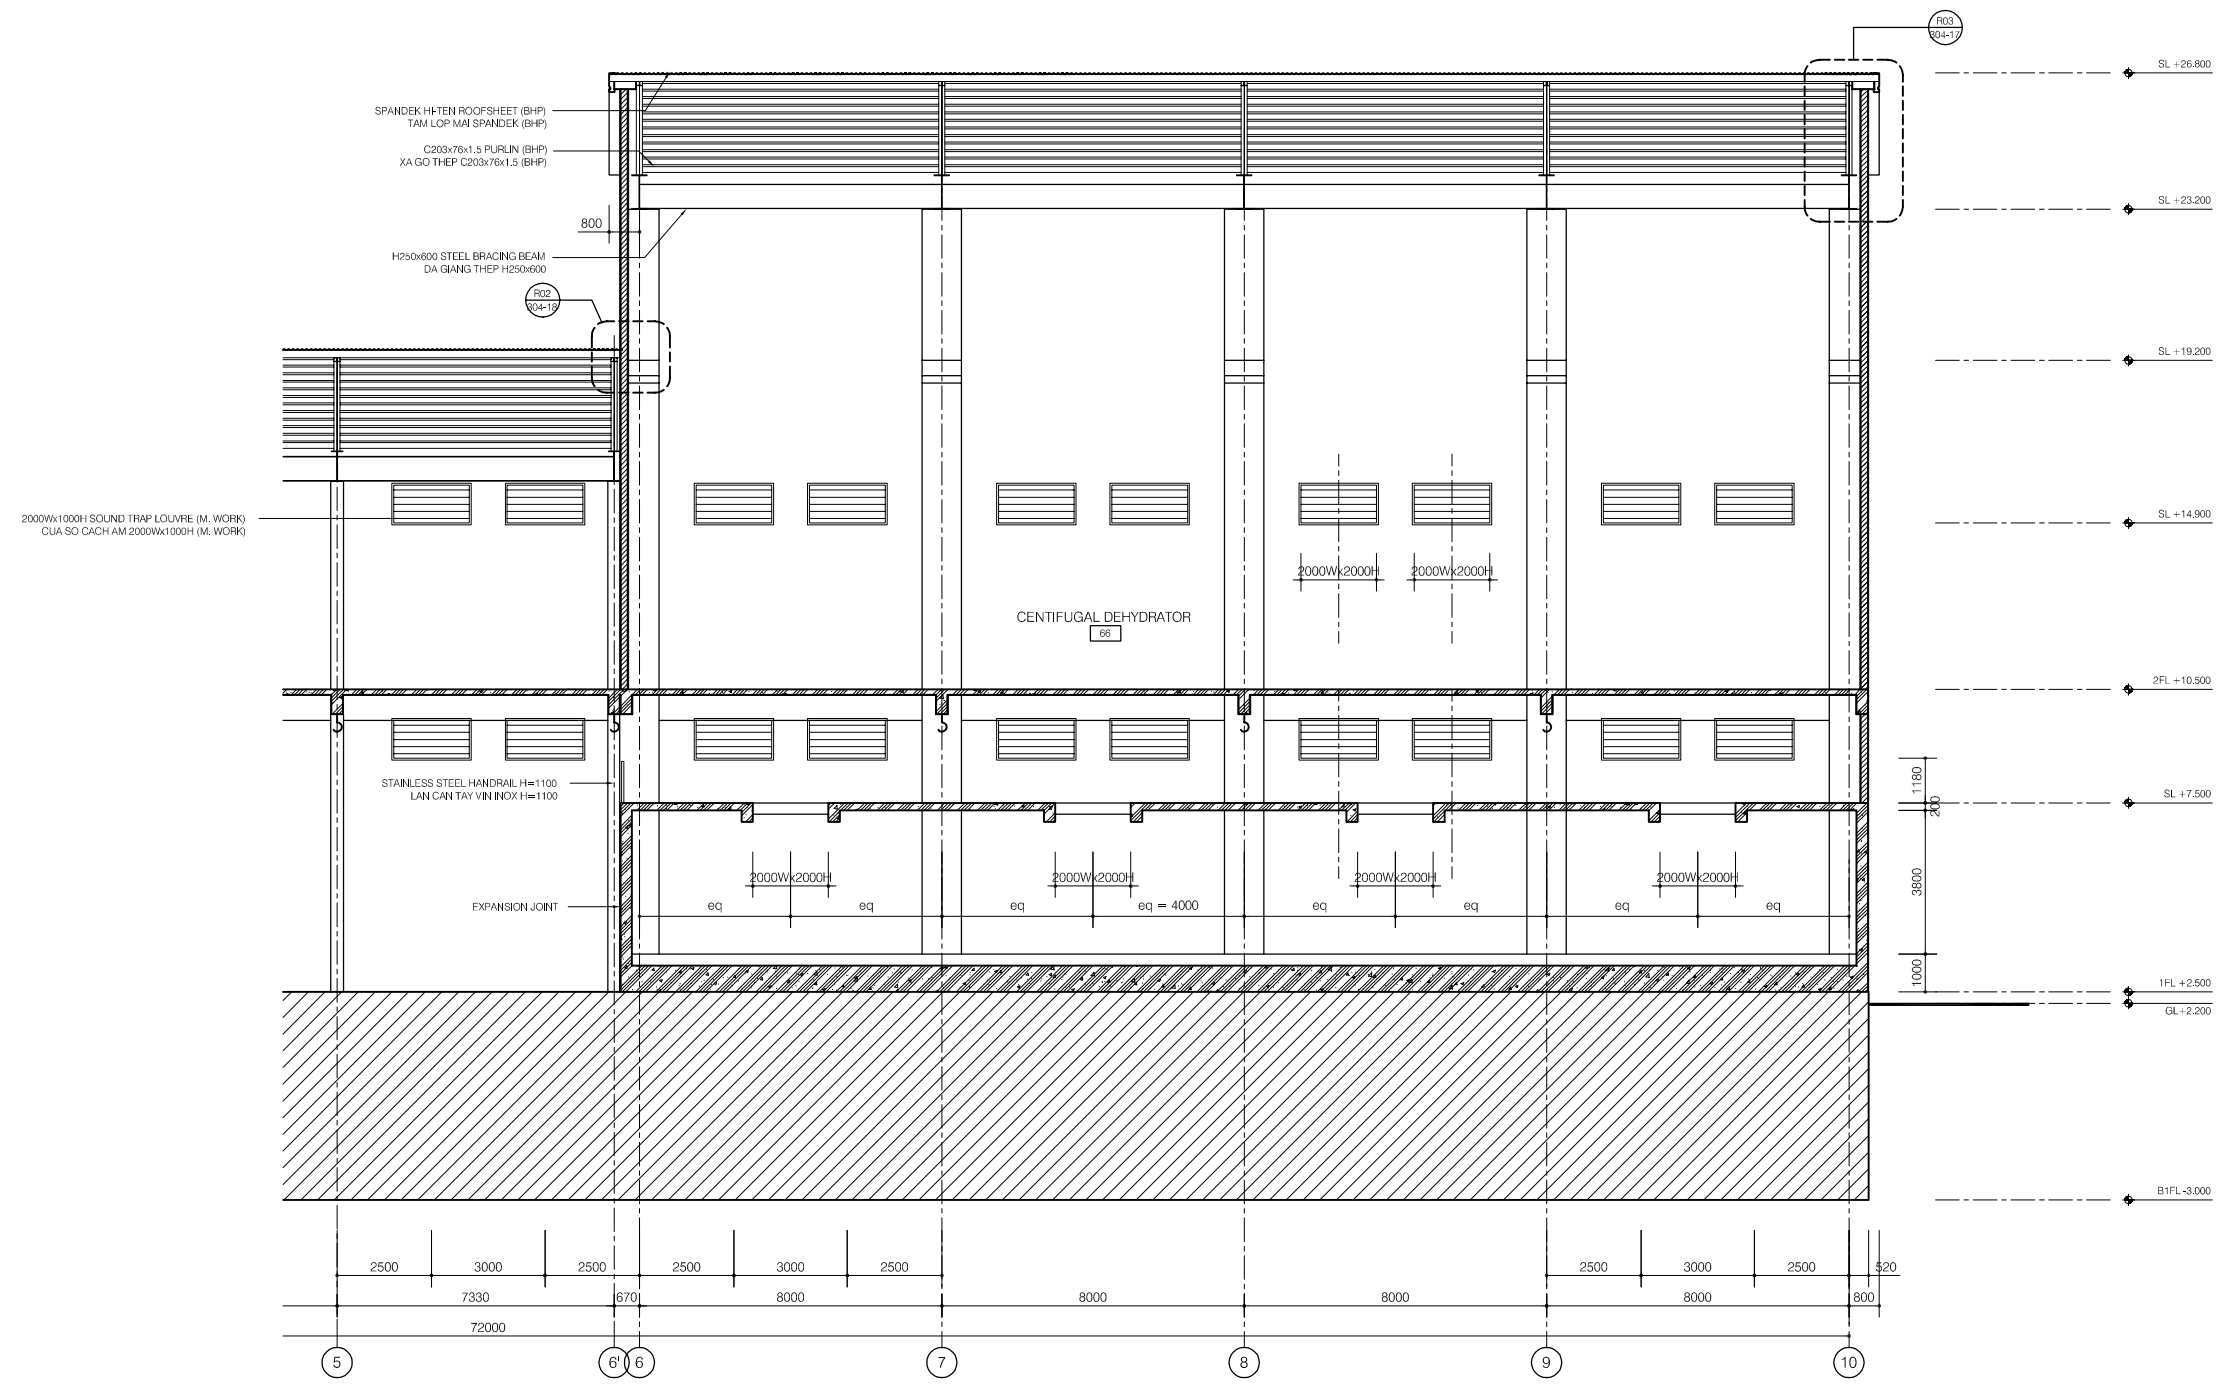 R03
304-17
SL +26.800
SPANDEK HI-TEN ROOFSHEET (BHP)
TAM LOP MAI SPANDEK (BHP)
C203x76x1.5 PURLIN (BHP)
XA GO THEP C203x76x1.5 (BHP)
SL +23.200
800
H250x600 STEEL BRACING BEAM
DA GIANG THEP H250x600
R02
304-18
SL +19.200
2000Wx1000H SOUND TRAP LOUVRE (M. WORK)
CUA SO CACH AM 2000Wx1000H (M. WORK)
SL +14.900
2000Wx2000H 2000Wx2000H
CENTIFUGAL DEHYDRATOR
66
2FL +10.500
STAINLESS STEEL HANDRAIL H=1100
LAN CAN TAY VIN INOX H=1100
1180
SL +7.500
200
2000Wx2000H 2000Wx2000H 2000Wx2000H 2000Wx2000H
3800
EXPANSION JOINT
eq eq eq eq = 4000 eq eq eq eq
1000
1FL +2.500
GL+2.200
B1FL-3.000
2500 3000 2500 2500 3000 2500 2500 3000 2500 520
7330 670 8000 8000 8000 8000 800
72000
5 6' 6 7 8 9 10